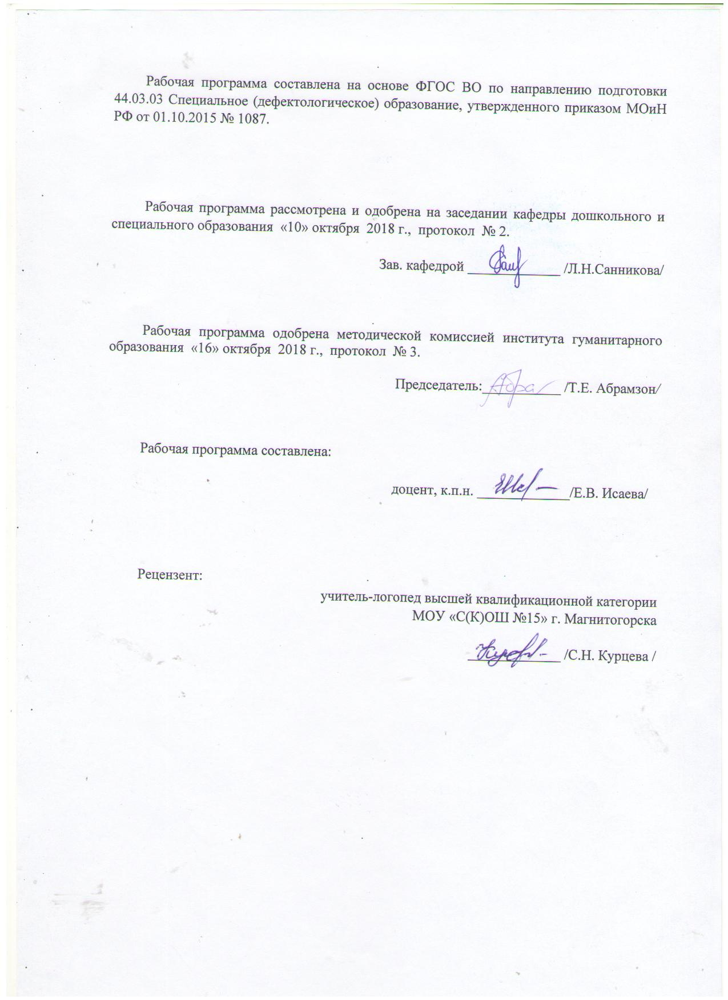 Рабочая программа составлена на основе ФГОС ВО по направлению подготовки
44.03.03 Специальное (дефектологическое) образование, утвержденного приказом МОиН
РФ от 01.10.2015 № 1087.
Рабочая программа рассмотрена и одобрена на заседании кафедры дошкольного и
специального образования «10» октября 2018 г., протокол № 2.
Зав. кафедрой _____________ /Л.Н.Санникова/
Рабочая программа одобрена методической комиссией института гуманитарного
образования «16» октября 2018 г., протокол № 3.
Председатель:___________ /Т.Е. Абрамзон/
Рабочая программа составлена:
доцент, к.п.н. _____________/Е.В. Исаева/
Рецензент:
учитель-логопед высшей квалификационной категории
МОУ «С(К)ОШ №15» г. Магнитогорска
_____________ /С.Н. Курцева /